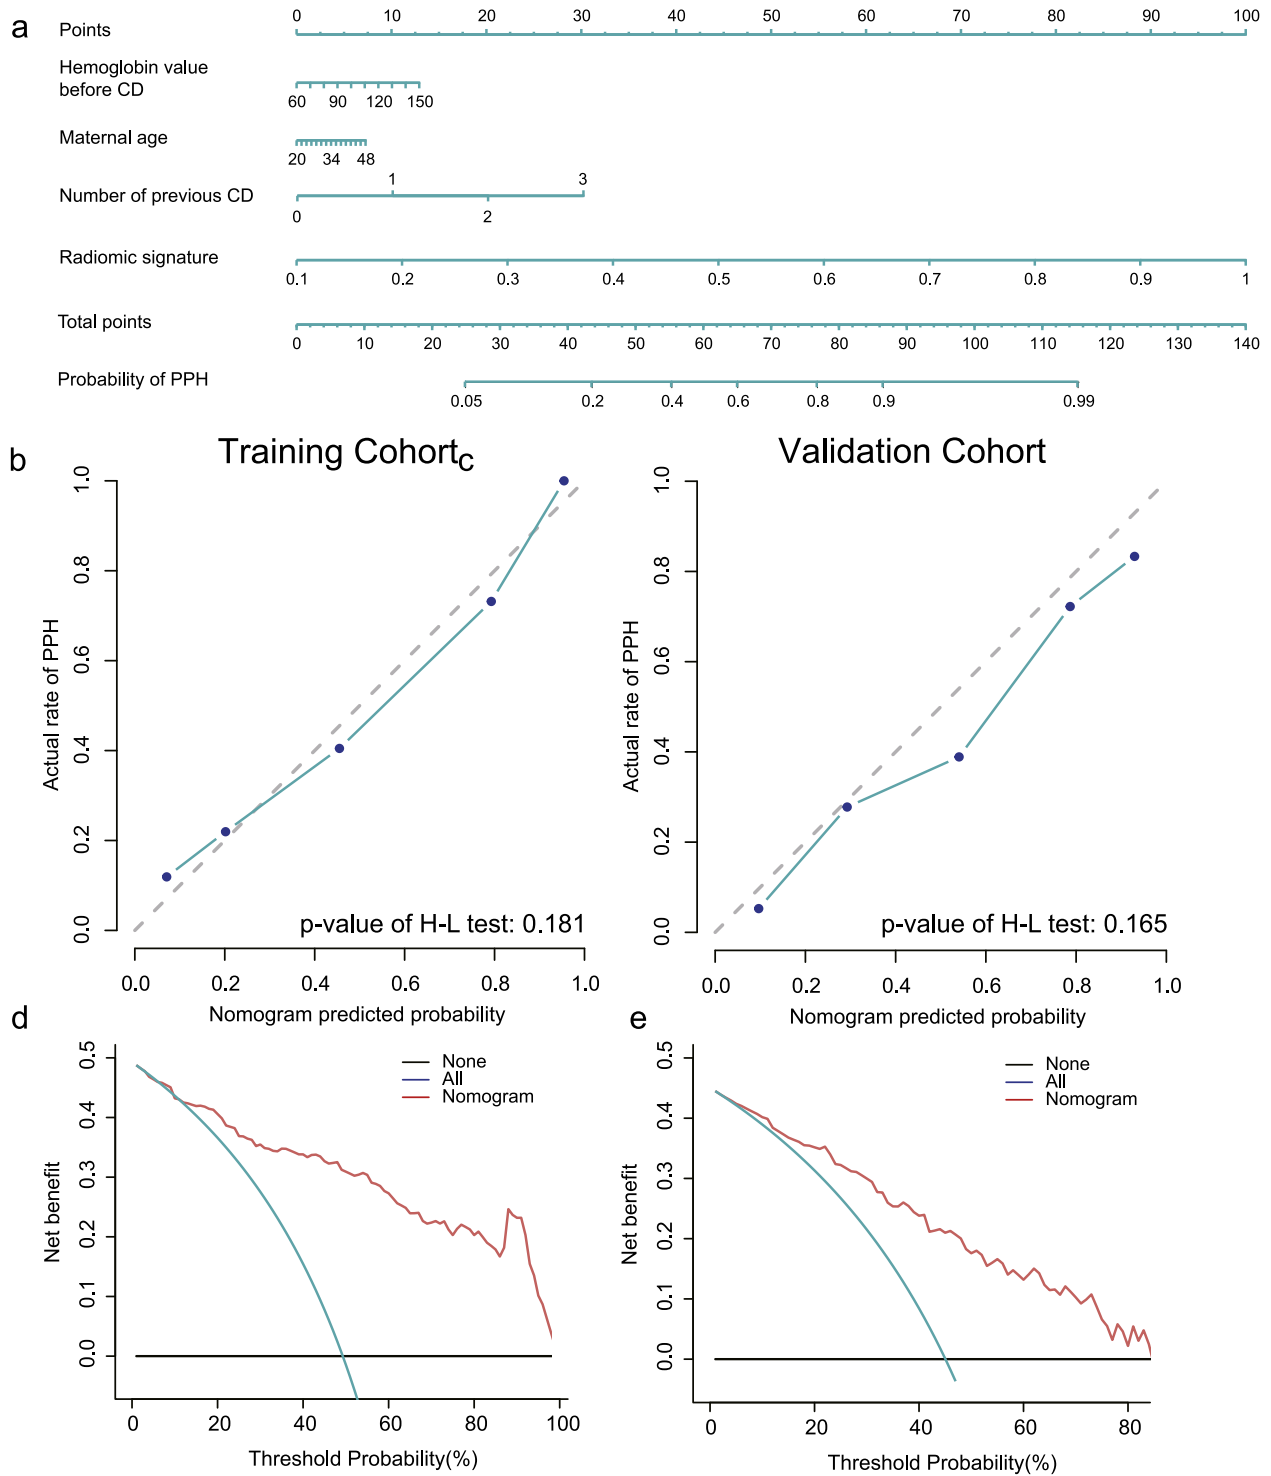 a
Points
0 10 20 30 40 50 60 70 80 90 100
Hemoglobin value
before CD
60 90 120 150
Maternal age
20 34 48
Number of previous CD
1 3
0 2
Radiomic signature
0.1 0.2 0.3 0.4 0.5 0.6 0.7 0.8 0.9 1
Total points
0 10 20 30 40 50 60 70 80 90 100 110 120 130 140
Probability of PPH
0.05 0.2 0.4 0.6 0.8 0.9 0.99
b
Training Cohort
Actual rate of PPH
1.0
0.8
0.6
0.4
0.2
0.0
p-value of H-L test: 0.181
0.0 0.2 0.4 0.6 0.8 1.0
Nomogram predicted probability
c
Validation Cohort
Actual rate of PPH
1.0
0.8
0.6
0.4
0.2
0.0
p-value of H-L test: 0.165
0.0 0.2 0.4 0.6 0.8 1.0
Nomogram predicted probability
d
Net benefit
0.5
0.4
0.3
0.2
0.1
0.0
None
All
Nomogram
0 20 40 60 80 100
Threshold Probability(%)
e
Net benefit
0.5
0.4
0.3
0.2
0.1
0.0
None
All
Nomogram
0 20 40 60 80
Threshold Probability(%)